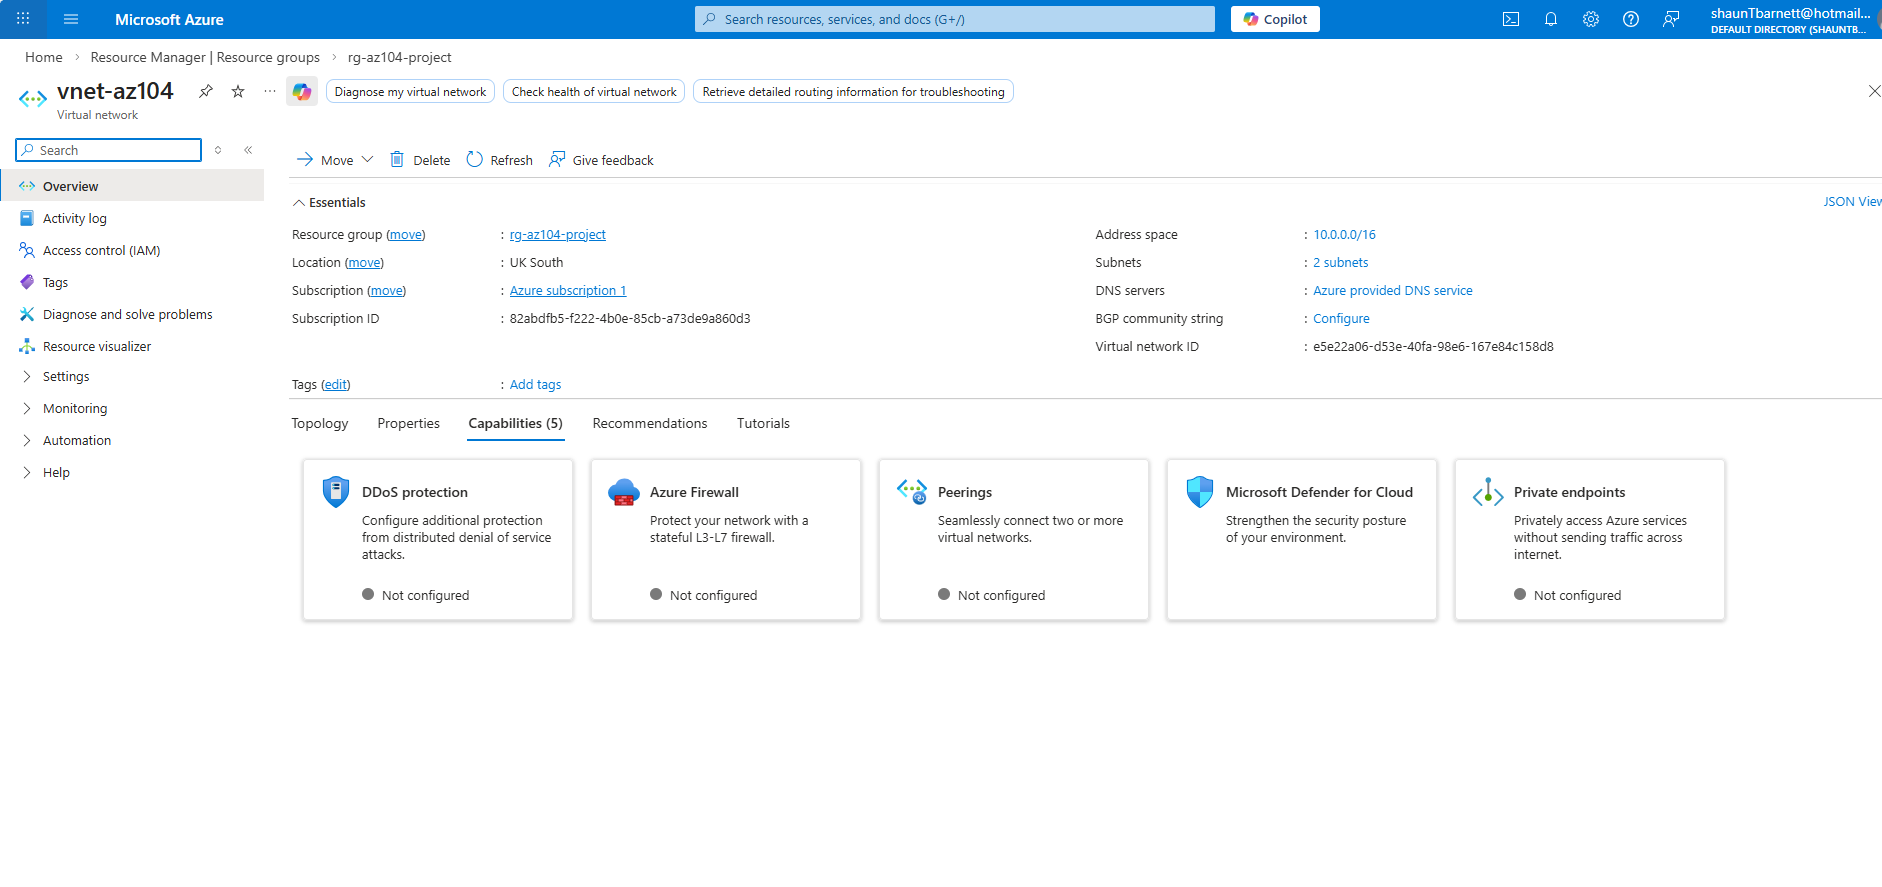 Microsoft Azure
Search resources, services, and docs (G+/)
Copilot
shaunTbarnett@hotmail...
DEFAULT DIRECTORY (SHAUNTB...
Home > Resource Manager | Resource groups > rg-az104-project
vnet-az104
Virtual network
Diagnose my virtual network
Check health of virtual network
Retrieve detailed routing information for troubleshooting
Search
Overview
Activity log
Access control (IAM)
Tags
Diagnose and solve problems
Resource visualizer
Settings
Monitoring
Automation
Help
Move
Delete
Refresh
Give feedback
Essentials
JSON View
Resource group (move) : rg-az104-project
Location (move) : UK South
Subscription (move) : Azure subscription 1
Subscription ID : 82abdfb5-f222-4b0e-85cb-a73de9a860d3
Address space : 10.0.0.0/16
Subnets : 2 subnets
DNS servers : Azure provided DNS service
BGP community string : Configure
Virtual network ID : e5e22a06-d53e-40fa-98e6-167e84c158d8
Tags (edit) : Add tags
Topology
Properties
Capabilities (5)
Recommendations
Tutorials
DDoS protection
Configure additional protection
from distributed denial of service
attacks.
Not configured
Azure Firewall
Protect your network with a
stateful L3-L7 firewall.
Not configured
Peerings
Seamlessly connect two or more
virtual networks.
Not configured
Microsoft Defender for Cloud
Strengthen the security posture
of your environment.
Private endpoints
Privately access Azure services
without sending traffic across
internet.
Not configured